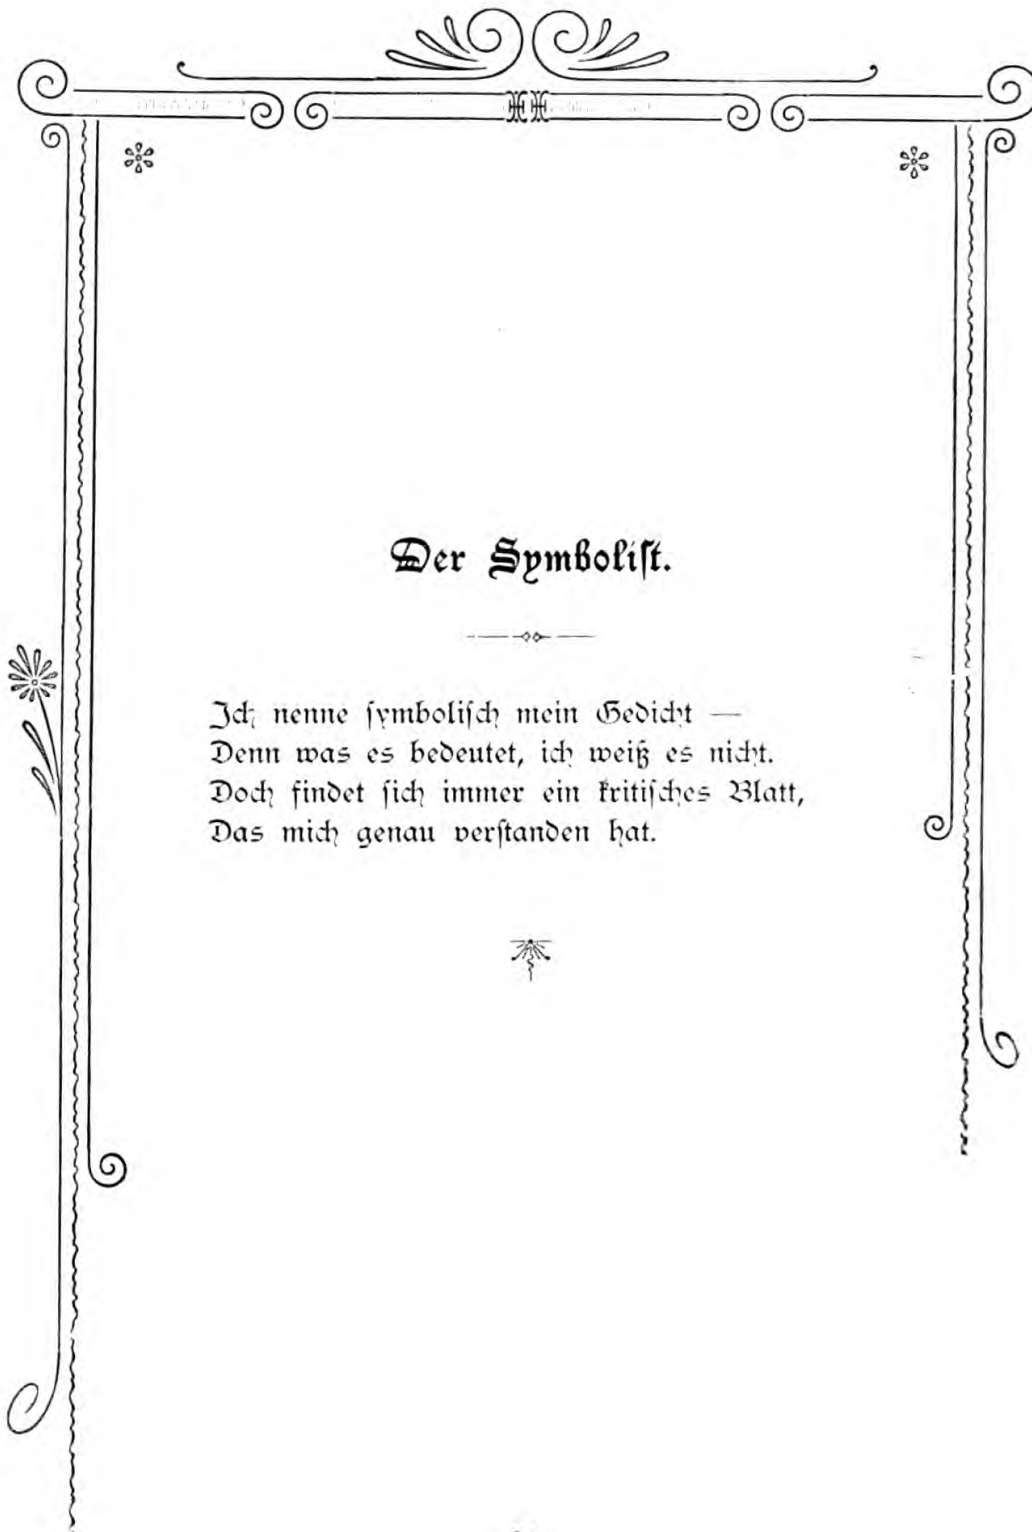 Der Symboliſt.
Ich nenne ſymboliſch mein Gedicht —
Denn was es bedeutet, ich weiß es nicht.
Doch findet ſich immer ein kritiſches Blatt,
Das mich genau verſtanden hat.